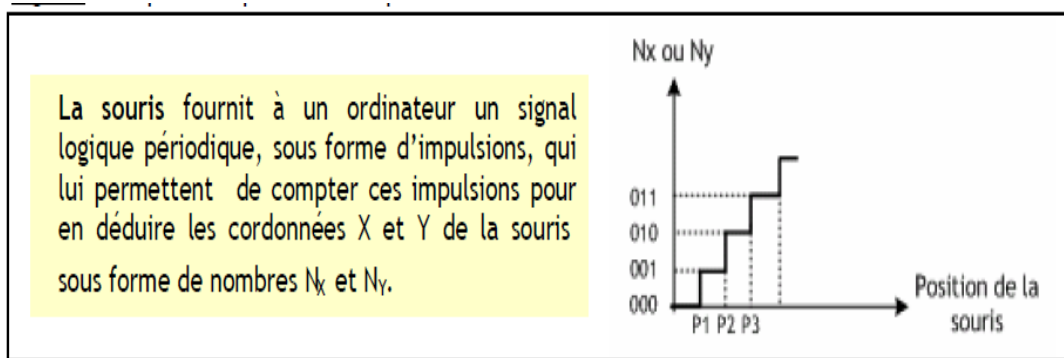 La souris fournit à un ordinateur un signal
logique périodique, sous forme d'impulsions, qui
lui permettent de compter ces impulsions pour
en déduire les cordonnées X et Y de la souris
sous forme de nombres Nx et NY.
Nx ou Ny
011
010
001
000
P1 P2 P3
Position de la
souris